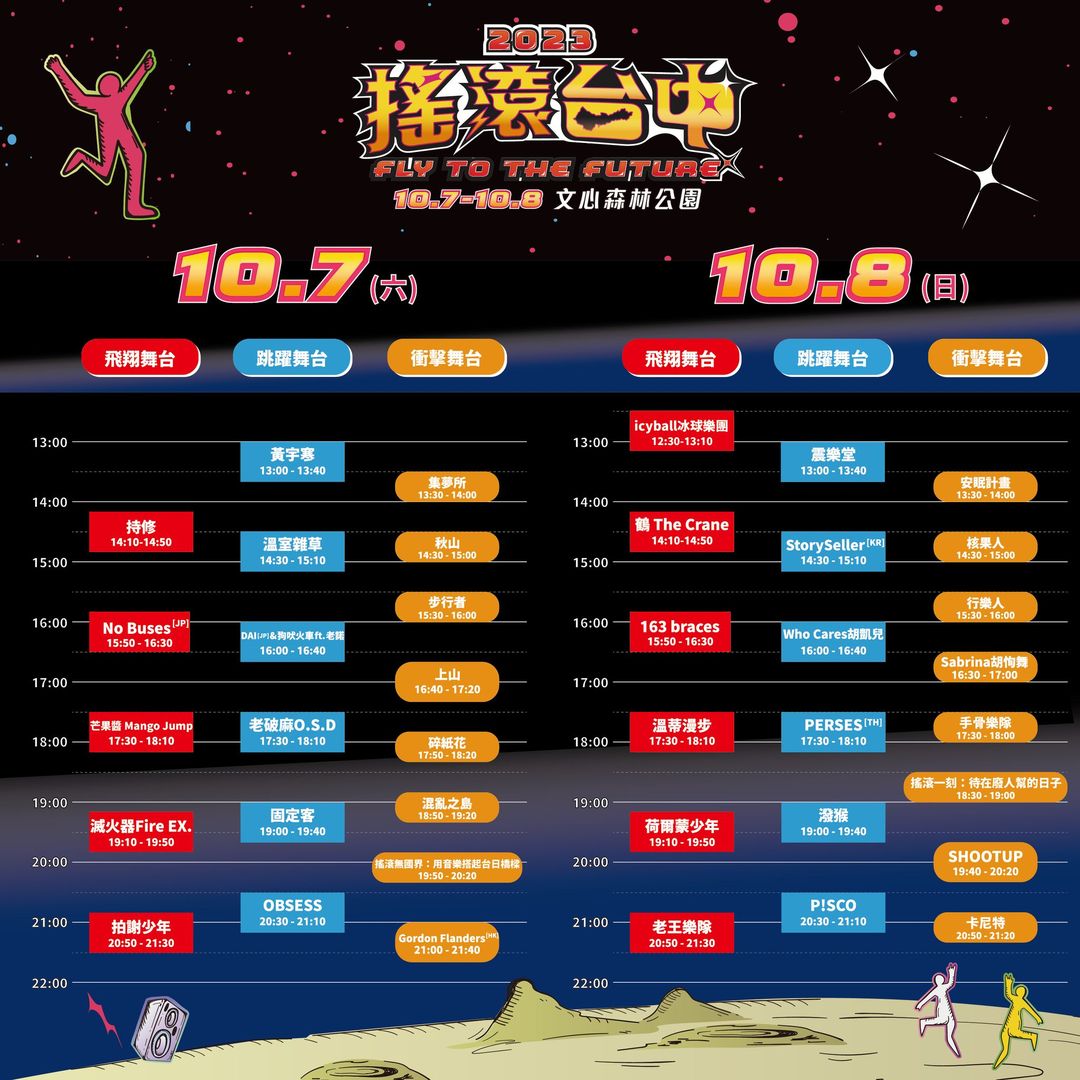 2023
搖滾台中
FLY TO THE FUTURE
10.7-10.8 文心森林公園
10.7(六)
飛翔舞台 跳躍舞台 衝擊舞台
13:00
14:00
15:00
16:00
17:00
18:00
19:00
20:00
21:00
22:00
持修
14:10-14:50
No Buses[JP]
15:50 - 16:30
芒果醬 Mango Jump
17:30 - 18:10
滅火器Fire EX.
19:10 - 19:50
拍謝少年
20:50 - 21:30
黃宇寒
13:00 - 13:40
溫室雜草
14:30 - 15:10
DAI[JP]&狗吠火車ft.老諾
16:00 - 16:40
老破麻O.S.D
17:30 - 18:10
固定客
19:00 - 19:40
OBSESS
20:30 - 21:10
集夢所
13:30 - 14:00
秋山
14:30 - 15:00
步行者
15:30 - 16:00
上山
16:40 - 17:20
碎紙花
17:50 - 18:20
混亂之島
18:50 - 19:20
搖滾無國界：用音樂搭起台日橋樑
19:50 - 20:20
Gordon Flanders[HK]
21:00 - 21:40
10.8(日)
飛翔舞台 跳躍舞台 衝擊舞台
13:00
14:00
15:00
16:00
17:00
18:00
19:00
20:00
21:00
22:00
icyball冰球樂團
12:30-13:10
鶴 The Crane
14:10-14:50
163 braces
15:50 - 16:30
溫蒂漫步
17:30 - 18:10
荷爾蒙少年
19:10 - 19:50
老王樂隊
20:50 - 21:30
震樂堂
13:00 - 13:40
StorySeller[KR]
14:30 - 15:10
Who Cares胡凱兒
16:00 - 16:40
PERSES[TH]
17:30 - 18:10
潑猴
19:00 - 19:40
P!SCO
20:30 - 21:10
安眠計畫
13:30 - 14:00
核果人
14:30 - 15:00
行樂人
15:30 - 16:00
Sabrina胡恂舞
16:30 - 17:00
手骨樂隊
17:30 - 18:00
搖滾一刻：待在廢人幫的日子
18:30 - 19:00
SHOOTUP
19:40 - 20:20
卡尼特
20:50 - 21:20